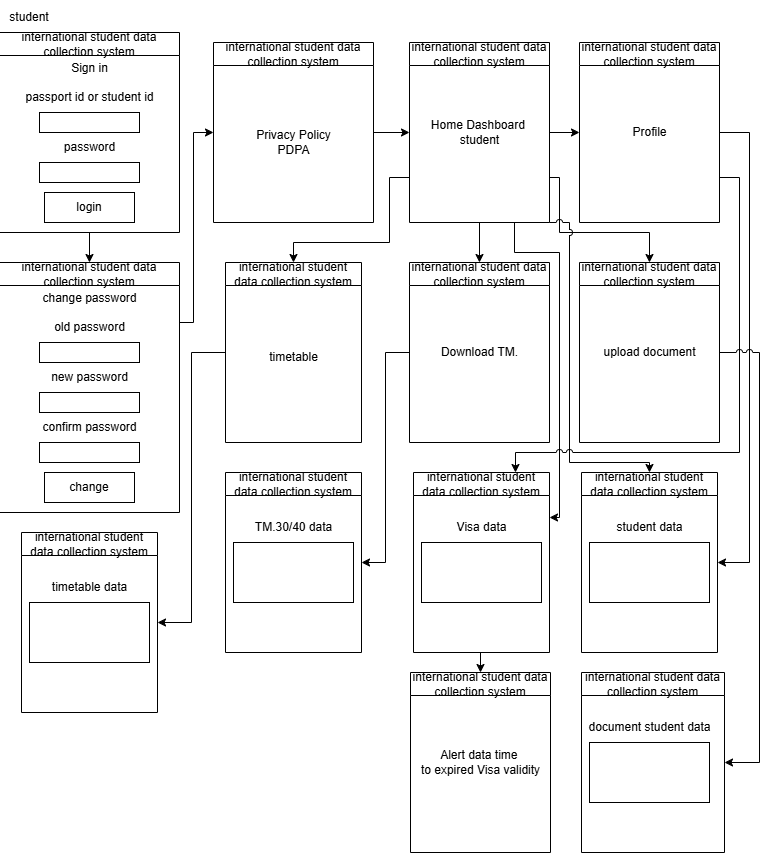 student
international student data
collection system
Sign in
passport id or student id
password
login
international student data
collection system
Privacy Policy
PDPA
international student data
collection system
Home Dashboard
student
international student data
collection system
Profile
international student data
collection system
change password
old password
new password
confirm password
change
international student
data collection system
timetable
international student data
collection system
Download TM.
international student data
collection system
upload document
international student
data collection system
timetable data
international student
data collection system
TM.30/40 data
international student
data collection system
Visa data
international student
data collection system
student data
international student data
collection system
Alert data time
to expired Visa validity
international student data
collection system
document student data